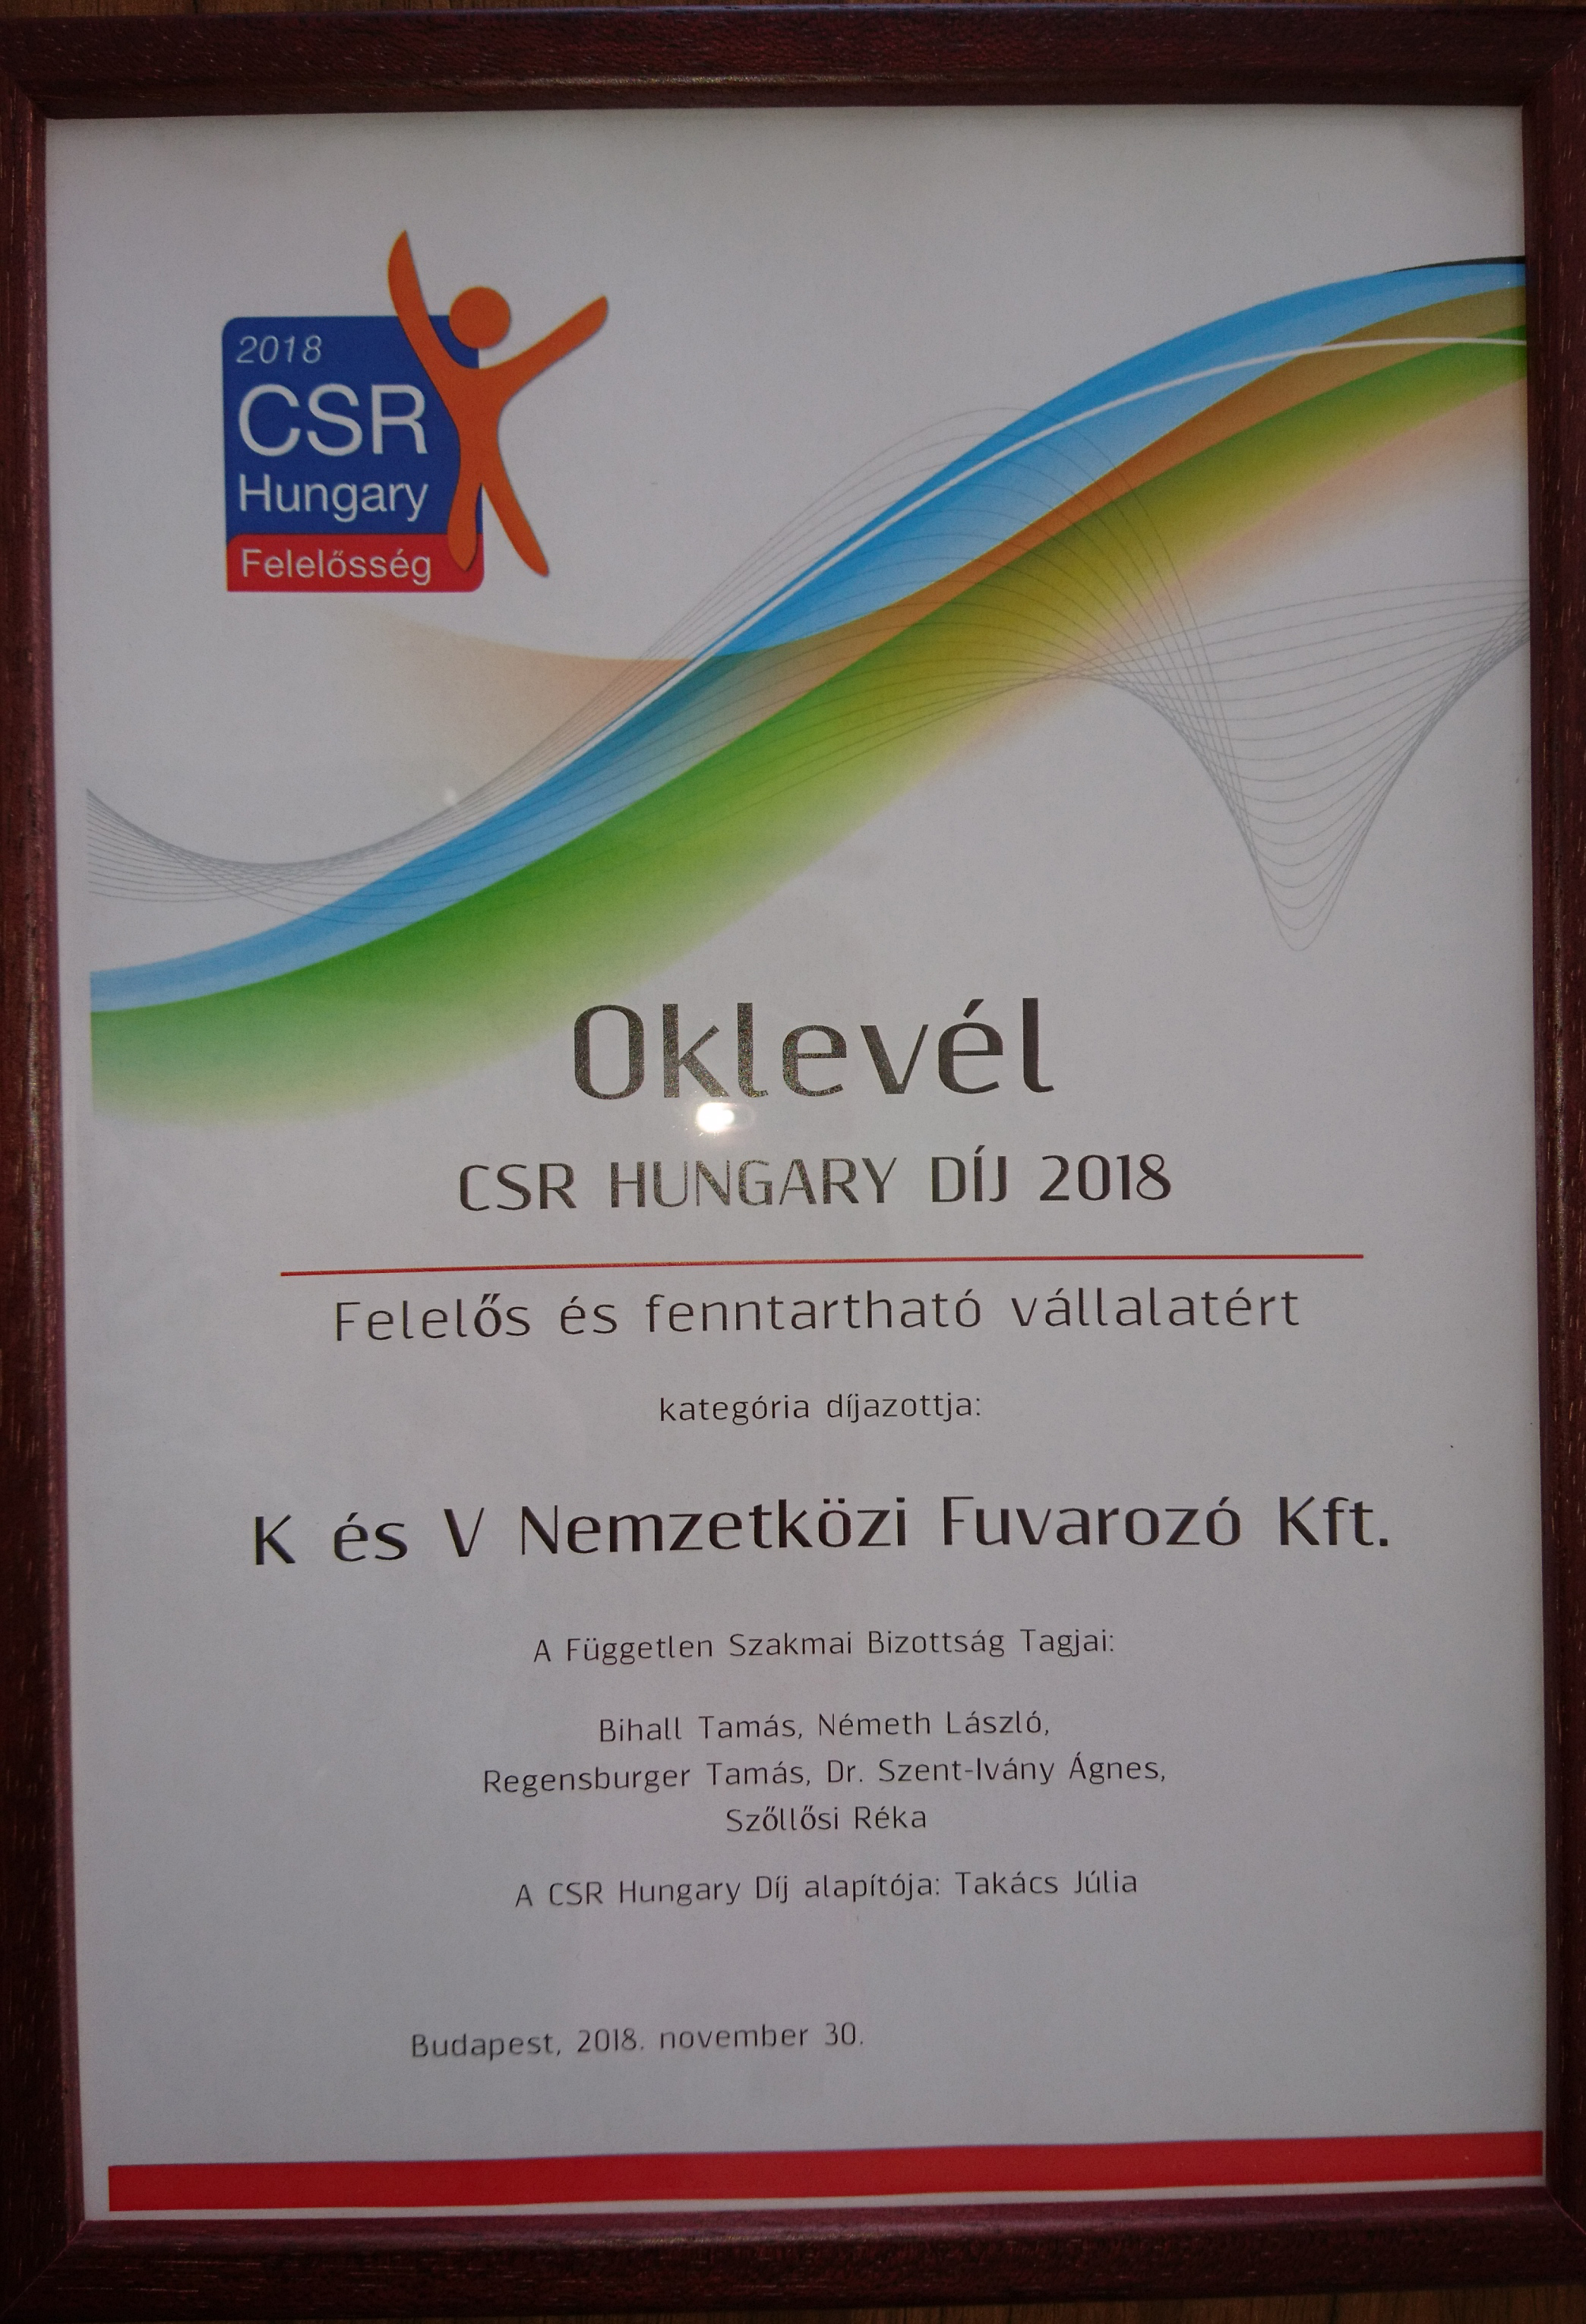 2018
CSR
Hungary
Felelősség
Oklevél
CSR HUNGARY DÍJ 2018
Felelős és fenntartható vállalatért
kategória díjazottja:
K és V Nemzetközi Fuvarozó Kft.
A Független Szakmai Bizottság Tagjai:
Bihall Tamás, Németh László,
Regensburger Tamás, Dr. Szent-Ivány Ágnes,
Szőllősi Réka
A CSR Hungary Díj alapítója: Takács Júlia
Budapest, 2018. november 30.